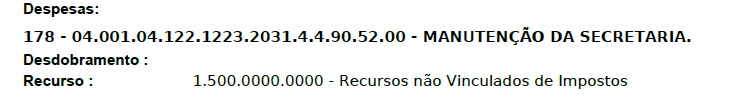 Despesas:
178 - 04.001.04.122.1223.2031.4.4.90.52.00 - MANUTENÇÃO DA SECRETARIA.
Desdobramento :
Recurso : 1.500.0000.0000 - Recursos não Vinculados de Impostos